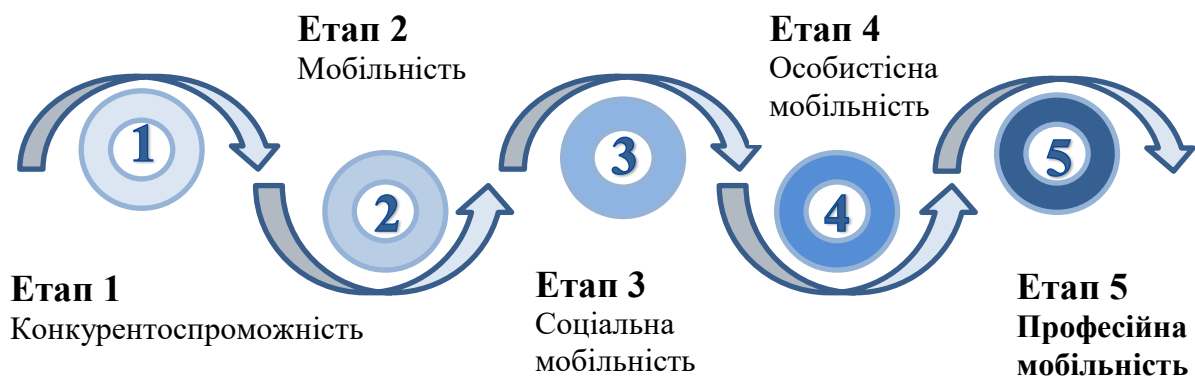 Етап 1
Конкурентоспроможність
1
Етап 2
Мобільність
2
Етап 3
Соціальна
мобільність
3
Етап 4
Особистісна
мобільність
4
Етап 5
Професійна
мобільність
5